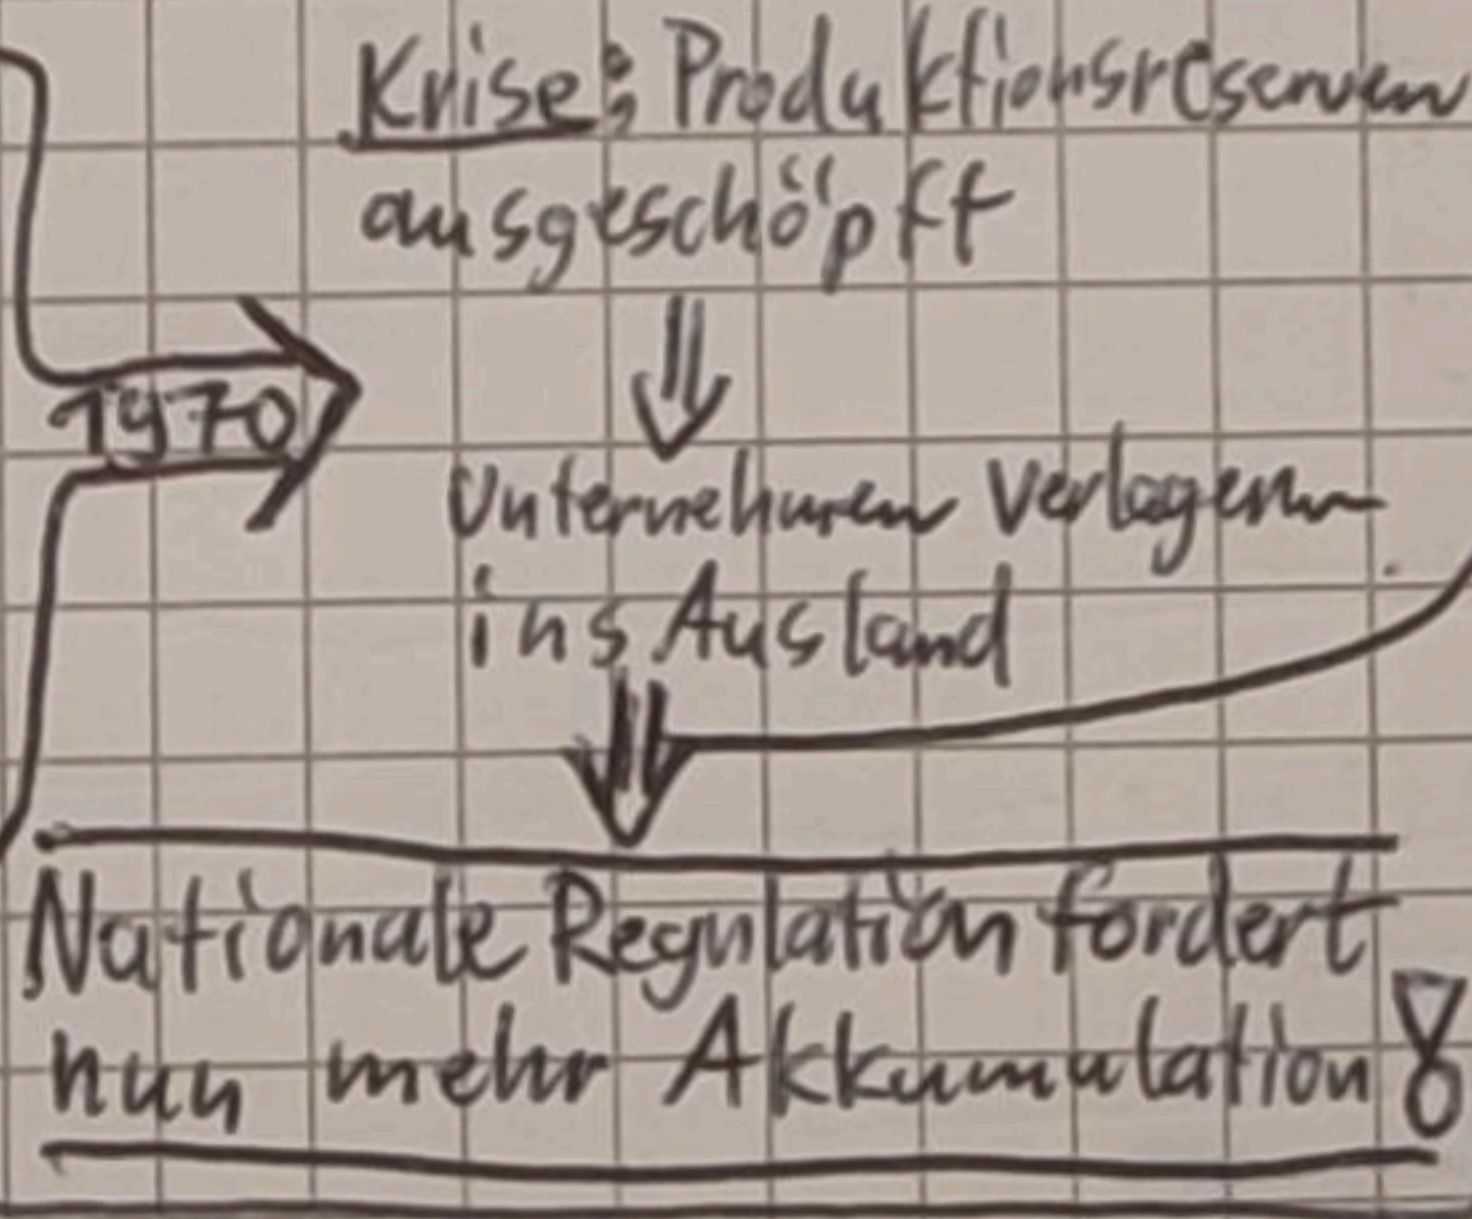 Krise: Produktionsreserven
ausgeschöpft
1970
Unternehmen verlagern
ins Ausland
Nationale Regulation fordert
nun mehr Akkumulation!